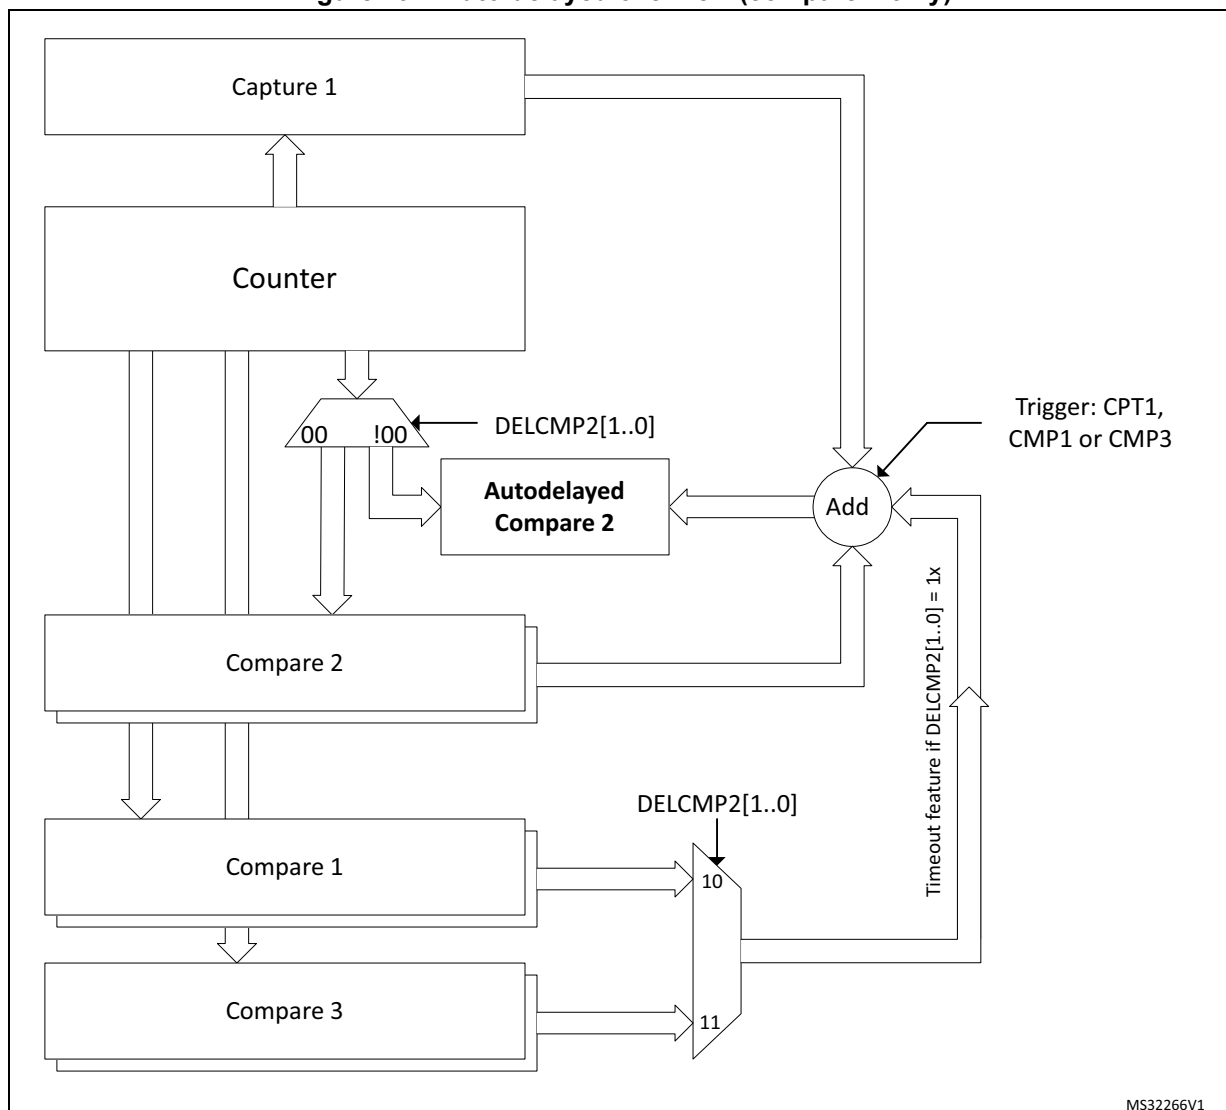 Capture 1
Counter
00 !00
DELCMP2[1..0]
Trigger: CPT1,
CMP1 or CMP3
Autodelayed
Compare 2
Add
Compare 2
Timeout feature if DELCMP2[1..0] = 1x
DELCMP2[1..0]
Compare 1
10
Compare 3
11
MS32266V1